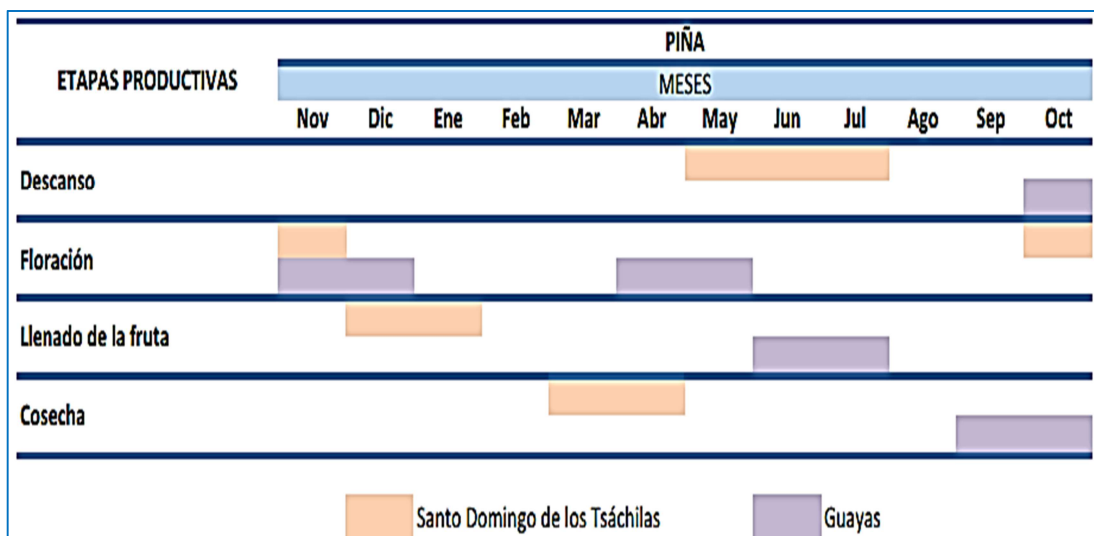 PIÑA
ETAPAS PRODUCTIVAS
MESES
Nov Dic Ene Feb Mar Abr May Jun Jul Ago Sep Oct
Descanso
Floración
Llenado de la fruta
Cosecha
Santo Domingo de los Tsáchilas Guayas